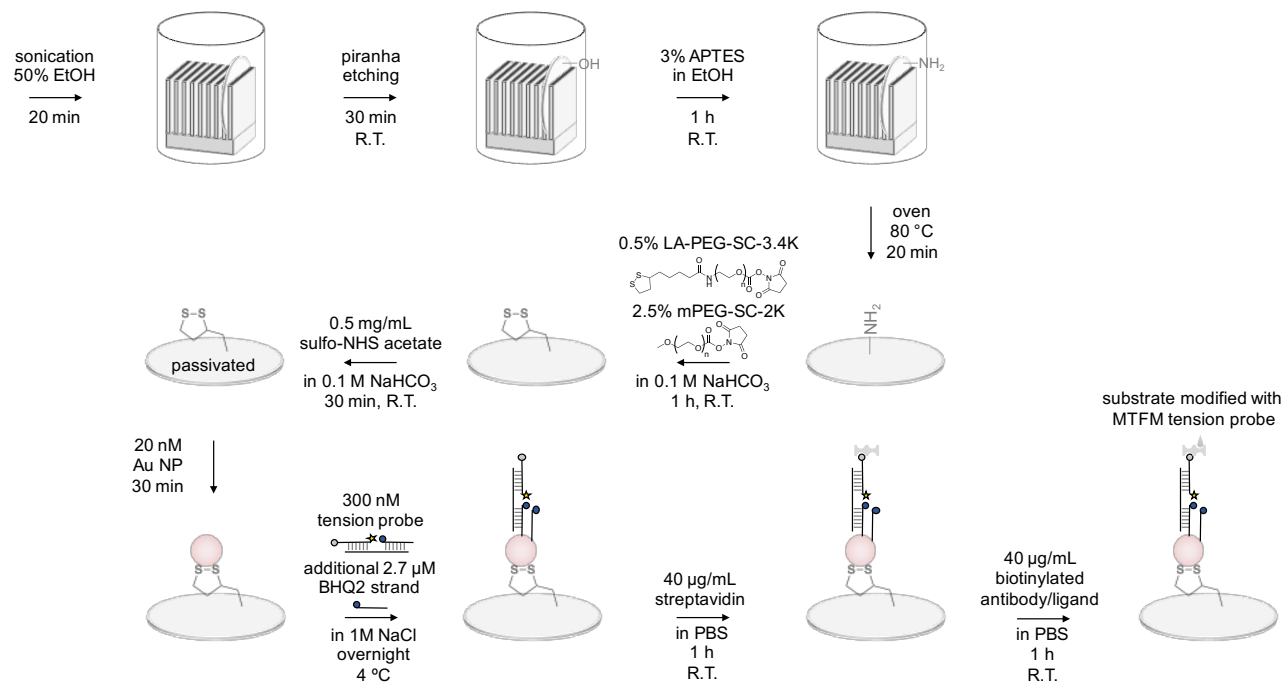 sonication
50% EtOH
20 min
piranha
etching
30 min
R.T.
OH
3% APTES
in EtOH
1 h
R.T.
NH₂
oven
80 °C
20 min
NH₂
0.5% LA-PEG-SC-3.4K
S
S
O
N
H
O
n
O
O
N
O
O
2.5% mPEG-SC-2K
O
O
n
O
O
N
O
O
in 0.1 M NaHCO₃
1 h, R.T.
S–S
0.5 mg/mL
sulfo-NHS acetate
in 0.1 M NaHCO₃
30 min, R.T.
S–S
passivated
20 nM
Au NP
30 min
S=S
300 nM
tension probe
additional 2.7 µM
BHQ2 strand
in 1M NaCl
overnight
4 ºC
S=S
40 µg/mL
streptavidin
in PBS
1 h
R.T.
S=S
40 µg/mL
biotinylated
antibody/ligand
in PBS
1 h
R.T.
substrate modified with
MTFM tension probe
S=S